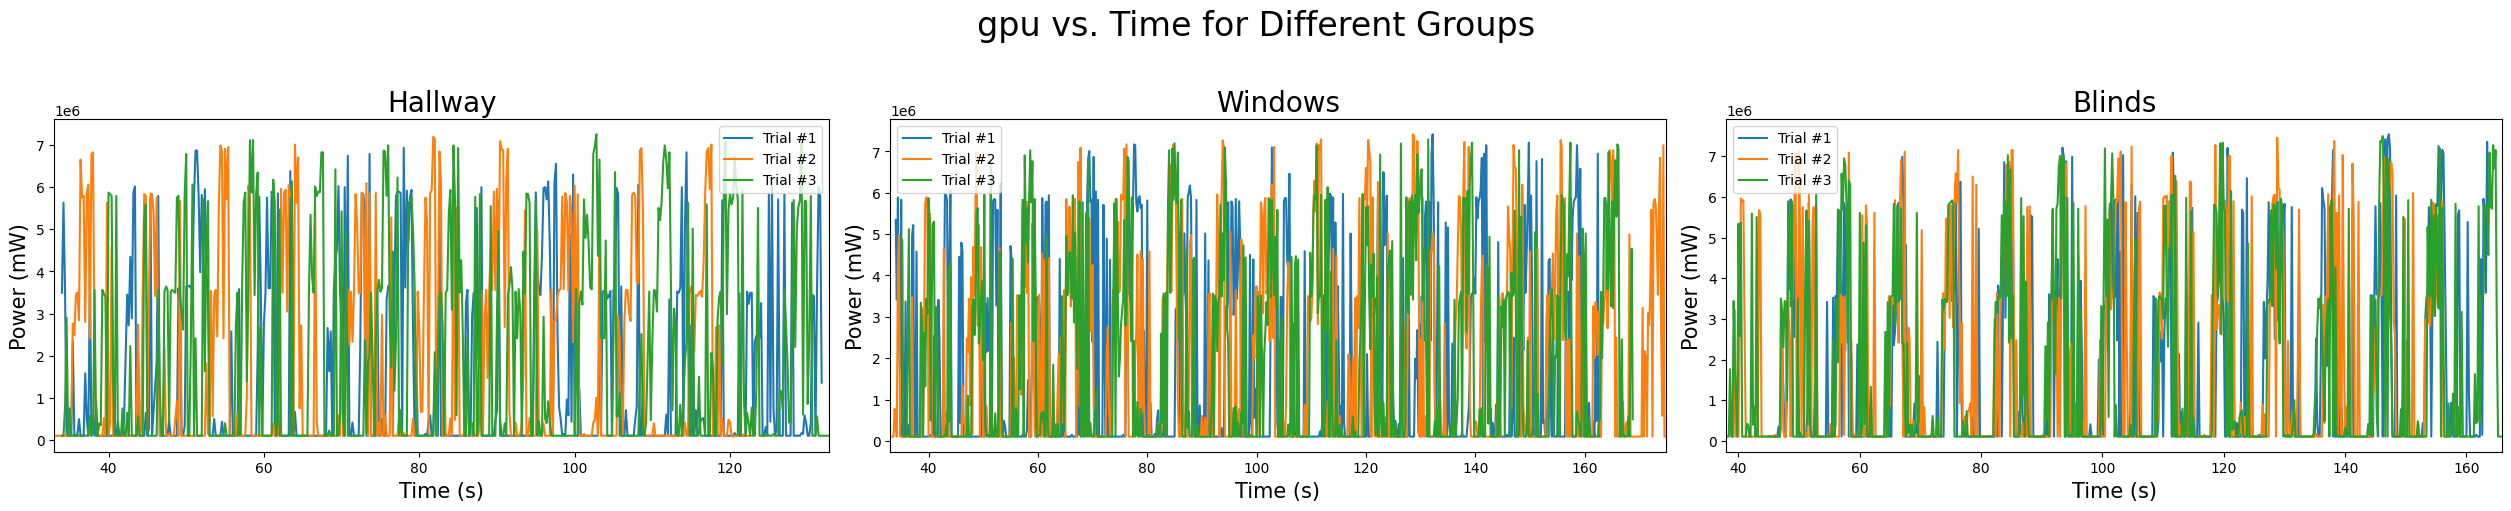 gpu vs. Time for Different Groups
Hallway
1e6
Power (mW)
7
6
5
4
3
2
1
0
40 60 80 100 120
Time (s)
Trial #1
Trial #2
Trial #3
Windows
1e6
Power (mW)
7
6
5
4
3
2
1
0
40 60 80 100 120 140 160
Time (s)
Trial #1
Trial #2
Trial #3
Blinds
1e6
Power (mW)
7
6
5
4
3
2
1
0
40 60 80 100 120 140 160
Time (s)
Trial #1
Trial #2
Trial #3